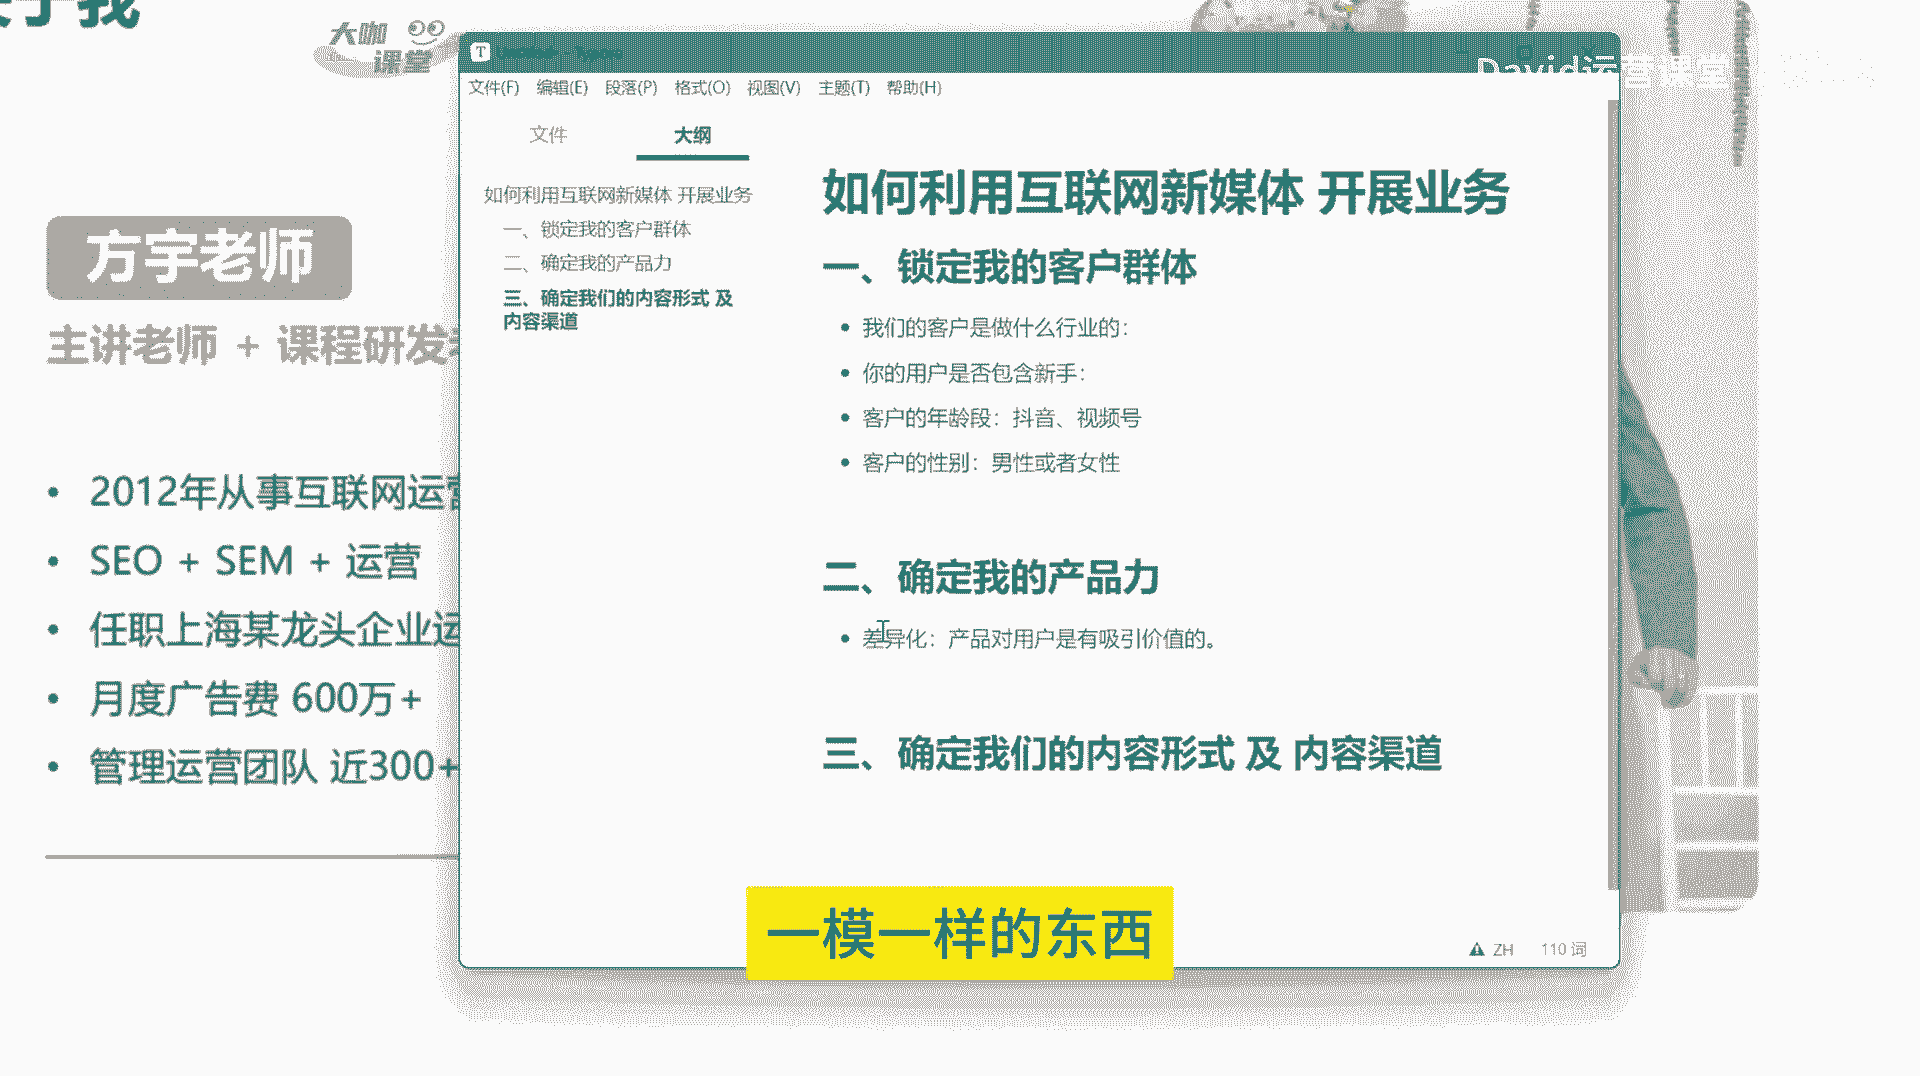 大咖
课堂
方宇老师
主讲老师 + 课程研发
2012年从事互联网运营
SEO + SEM + 运营
任职上海某龙头企业运
月度广告费 600万+
管理运营团队 近300+
文件(F) 编辑(E) 段落(P) 格式(O) 视图(V) 主题(T) 帮助(H)
David运营课堂
文件 大纲
如何利用互联网新媒体 开展业务
一、锁定我的客户群体
二、确定我的产品力
三、确定我们的内容形式 及
内容渠道
如何利用互联网新媒体 开展业务
一、锁定我的客户群体
我们的客户是做什么行业的：
你的用户是否包含新手：
客户的年龄段：抖音、视频号
客户的性别：男性或者女性
二、确定我的产品力
差异化：产品对用户是有吸引价值的。
三、确定我们的内容形式 及 内容渠道
ZH 110 词
一模一样的东西